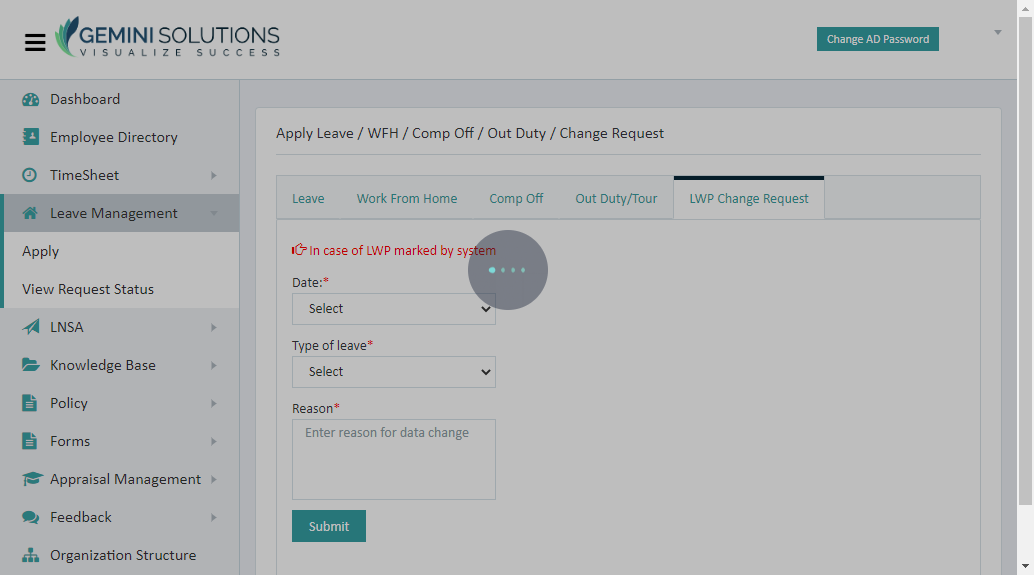 GEMINI SOLUTIONS
VISUALIZE SUCCESS
Change AD Password
Dashboard
Employee Directory
TimeSheet
Leave Management
Apply
View Request Status
LNSA
Knowledge Base
Policy
Forms
Appraisal Management
Feedback
Organization Structure
Apply Leave / WFH / Comp Off / Out Duty / Change Request
Leave Work From Home Comp Off Out Duty/Tour LWP Change Request
In case of LWP marked by system
Date:*
Select
Type of leave*
Select
Reason*
Enter reason for data change
Submit